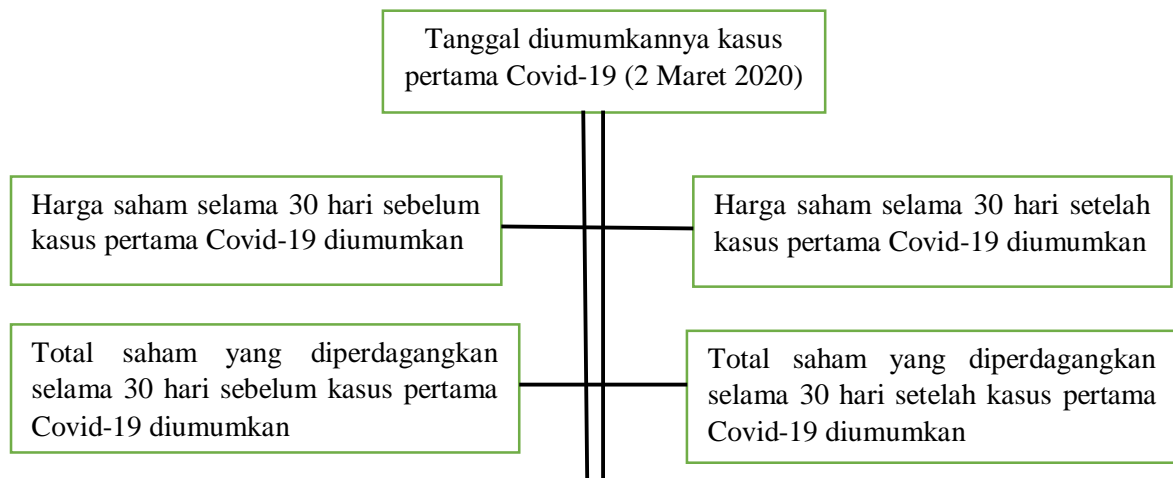 Tanggal diumumkannya kasus
pertama Covid-19 (2 Maret 2020)
Harga saham selama 30 hari sebelum
kasus pertama Covid-19 diumumkan
Harga saham selama 30 hari setelah
kasus pertama Covid-19 diumumkan
Total saham yang diperdagangkan
selama 30 hari sebelum kasus pertama
Covid-19 diumumkan
Total saham yang diperdagangkan
selama 30 hari setelah kasus pertama
Covid-19 diumumkan